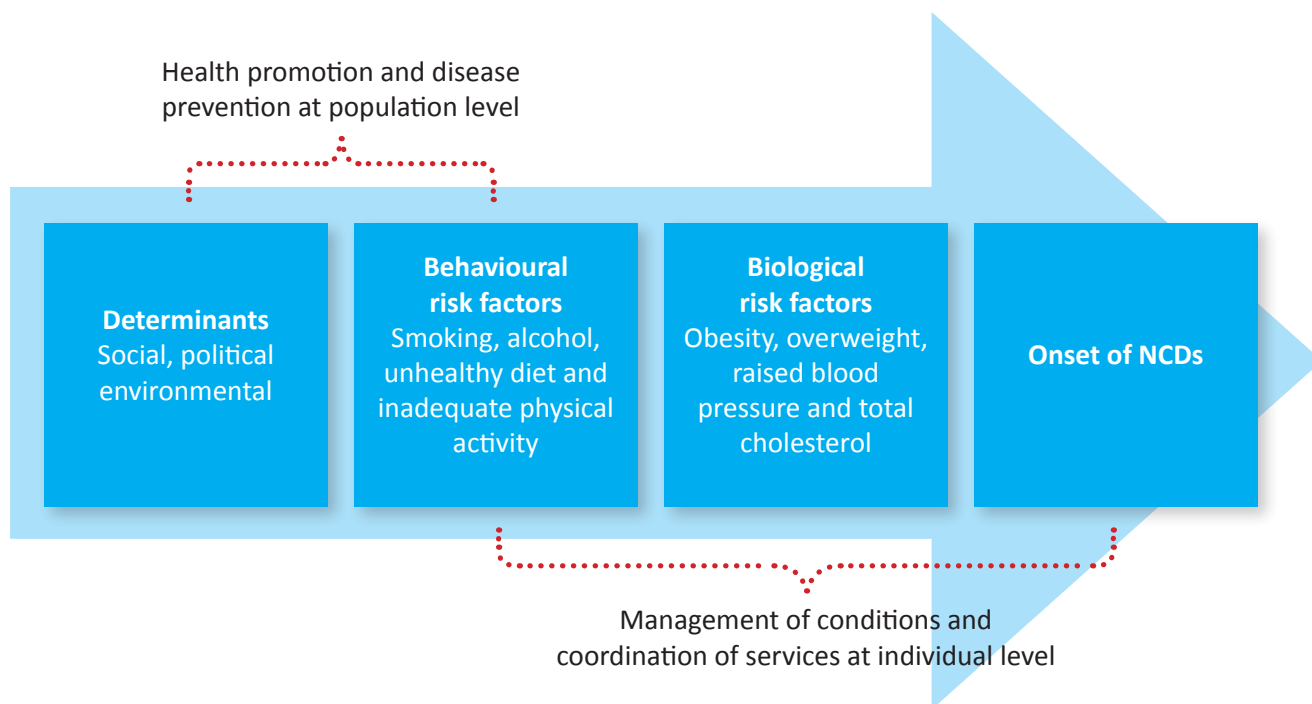 Health promotion and disease
prevention at population level
Determinants
Social, political
environmental
Behavioural
risk factors
Smoking, alcohol,
unhealthy diet and
inadequate physical
activity
Biological
risk factors
Obesity, overweight,
raised blood
pressure and total
cholesterol
Onset of NCDs
Management of conditions and
coordination of services at individual level